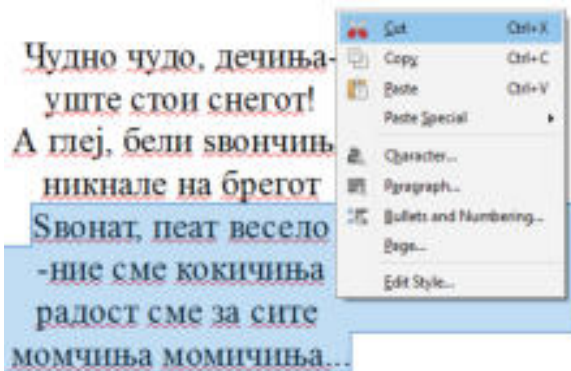 Чудно чудо, дечиња-
уште стои снегот!
А глеј, бели ѕвончињ
никнале на брегот
Ѕвонат, пеат весело
-ние сме кокичиња
радост сме за сите
момчиња момичиња...
Cut Ctrl+X
Copy Ctrl+C
Paste Ctrl+V
Paste Special
Character...
Paragraph...
Bullets and Numbering...
Page...
Edit Style...